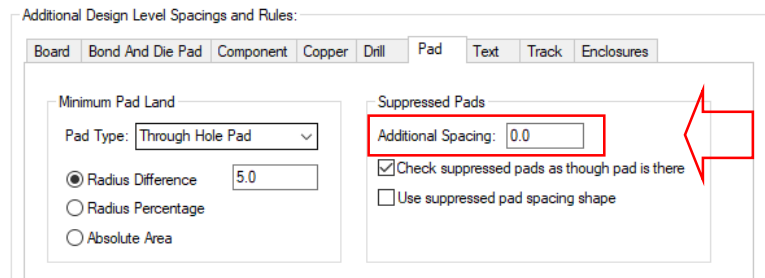 Additional Design Level Spacings and Rules:
Board Bond And Die Pad Component Copper Drill Pad Text Track Enclosures
Minimum Pad Land
Pad Type: Through Hole Pad
Radius Difference 5.0
Radius Percentage
Absolute Area
Suppressed Pads
Additional Spacing: 0.0
Check suppressed pads as though pad is there
Use suppressed pad spacing shape